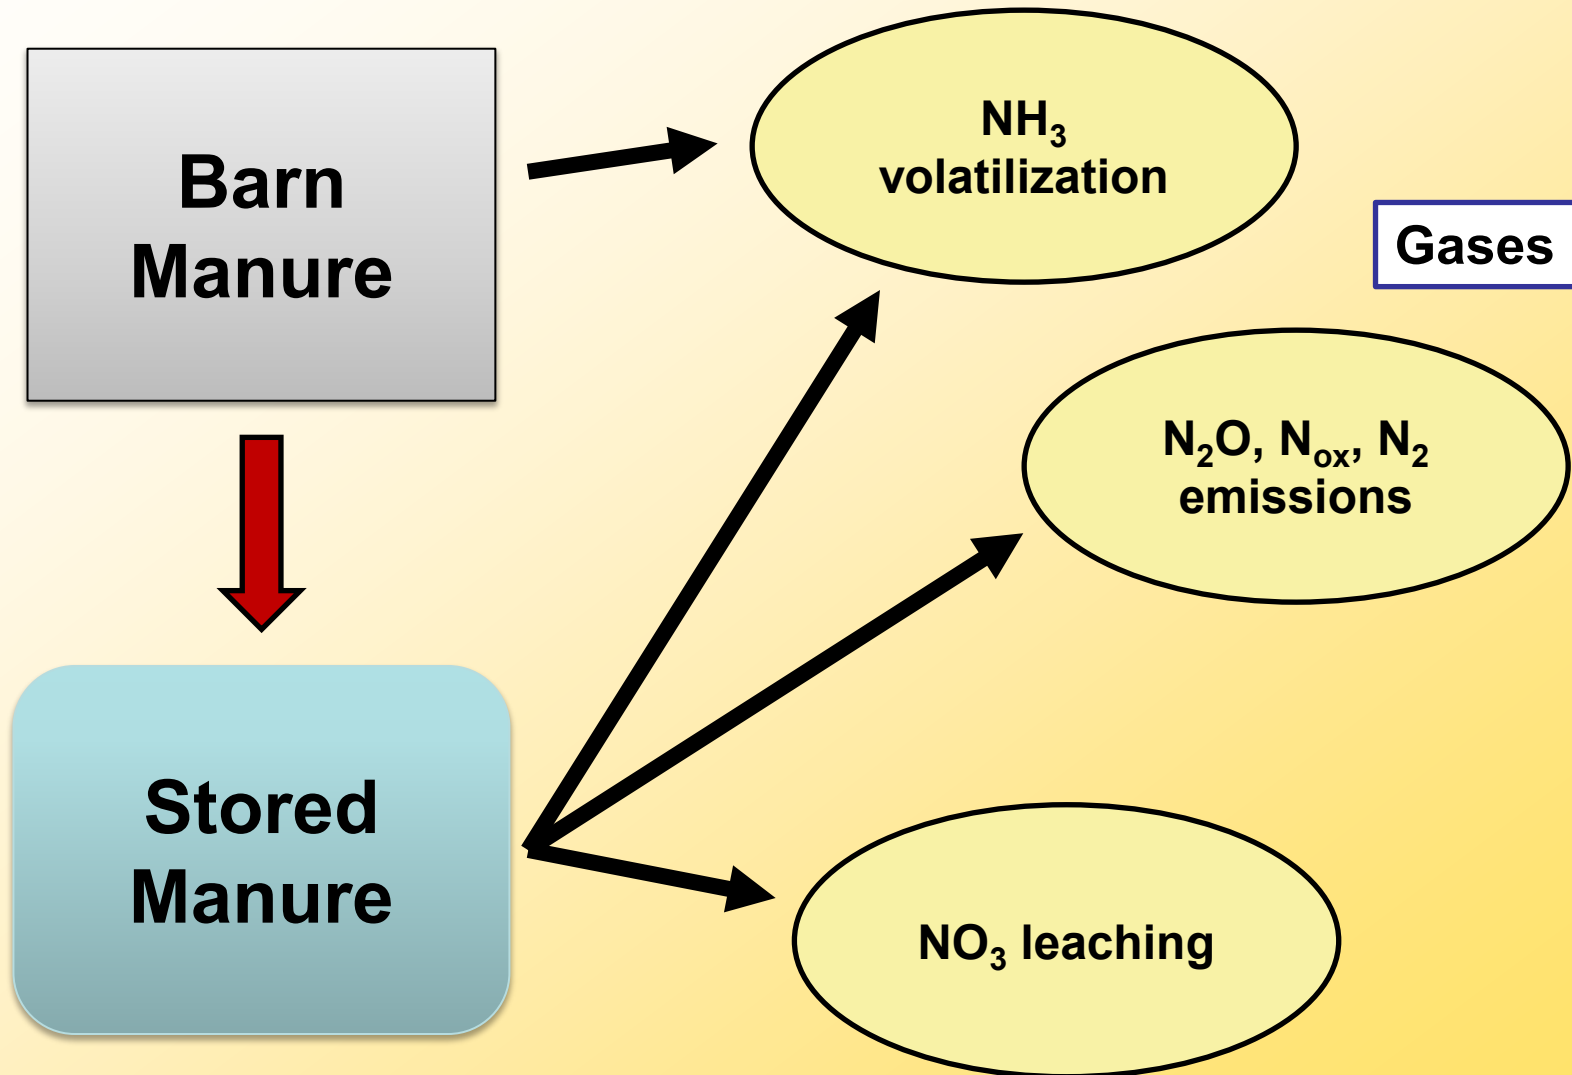 Barn
Manure
NH₃
volatilization
Gases
N₂O, Nₒₓ, N₂
emissions
Stored
Manure
NO₃ leaching